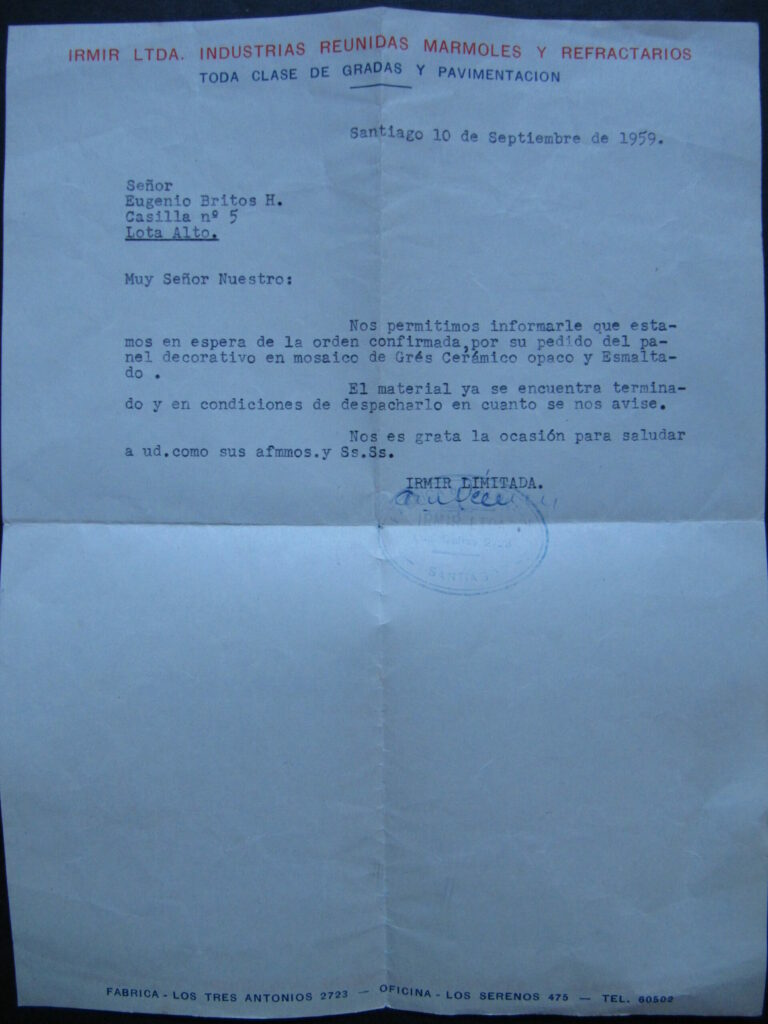 IRMIR LTDA. INDUSTRIAS REUNIDAS MARMOLES Y REFRACTARIOS
TODA CLASE DE GRADAS Y PAVIMENTACION
Santiago 10 de Septiembre de 1959.
Señor
Eugenio Britos H.
Casilla nº 5
Lota Alto.
Muy Señor Nuestro:
Nos permitimos informarle que esta-
mos en espera de la orden confirmada,por su pedido del pa-
nel decorativo en mosaico de Grés Cerámico opaco y Esmalta-
do .
El material ya se encuentra termina-
do y en condiciones de despacharlo en cuanto se nos avise.
Nos es grata la ocasión para saludar
a ud.como sus afmmos.y Ss.Ss.
IRMIR LIMITADA.
IRMIR LTDA
SANTIAGO
FABRICA - LOS TRES ANTONIOS 2723 — OFICINA - LOS SERENOS 475 — TEL. 60502